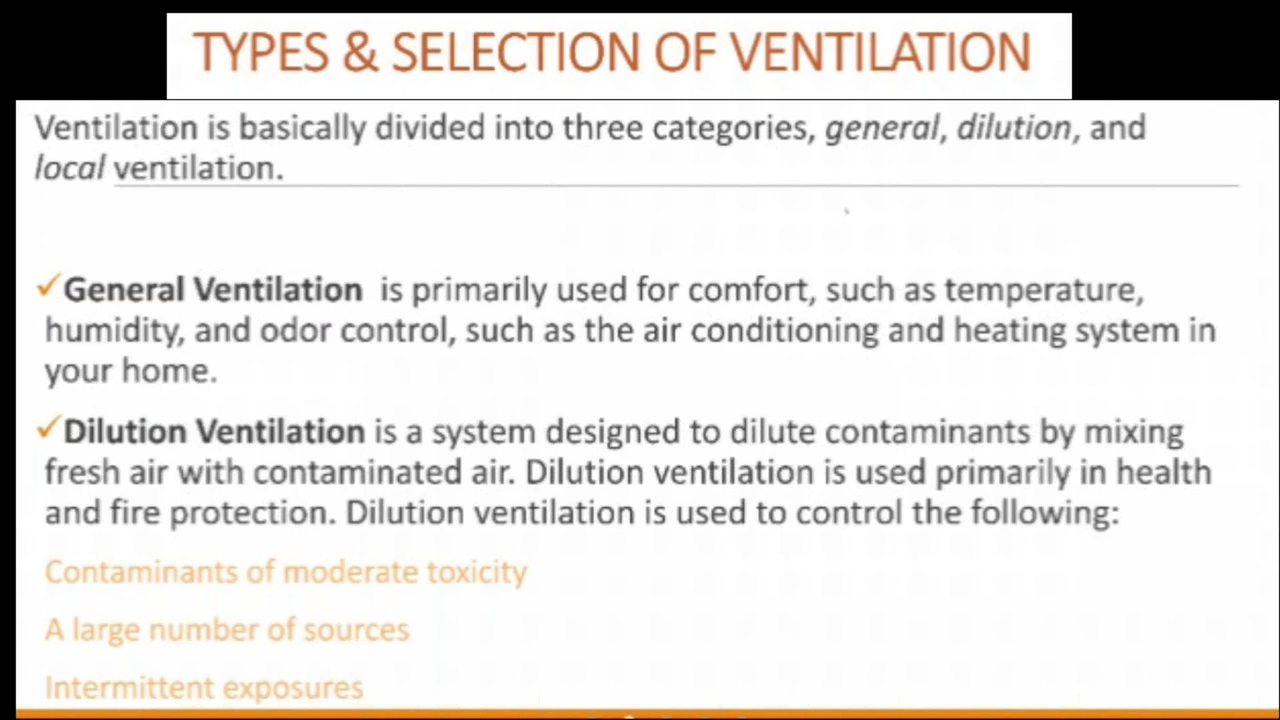 TYPES & SELECTION OF VENTILATION
Ventilation is basically divided into three categories, general, dilution, and
local ventilation.
✓General Ventilation is primarily used for comfort, such as temperature,
humidity, and odor control, such as the air conditioning and heating system in
your home.
✓Dilution Ventilation is a system designed to dilute contaminants by mixing
fresh air with contaminated air. Dilution ventilation is used primarily in health
and fire protection. Dilution ventilation is used to control the following:
Contaminants of moderate toxicity
A large number of sources
Intermittent exposures